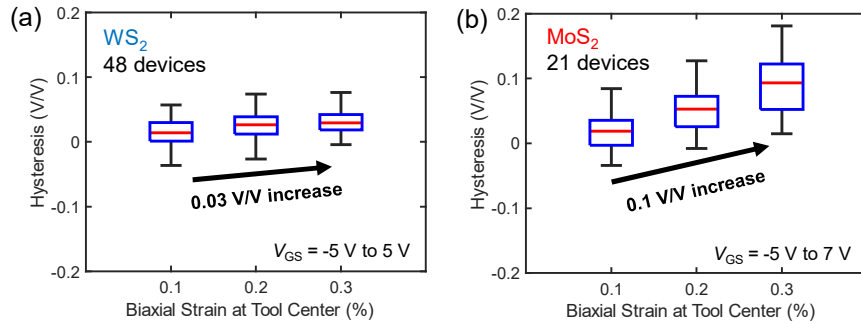 (a)
WS₂
48 devices
0.2
0.1
0
-0.1
-0.2
Hysteresis (V/V)
0.03 V/V increase
V_GS = -5 V to 5 V
0.1
0.2
0.3
Biaxial Strain at Tool Center (%)
(b)
MoS₂
21 devices
0.2
0.1
0
-0.1
-0.2
Hysteresis (V/V)
0.1 V/V increase
V_GS = -5 V to 7 V
0.1
0.2
0.3
Biaxial Strain at Tool Center (%)